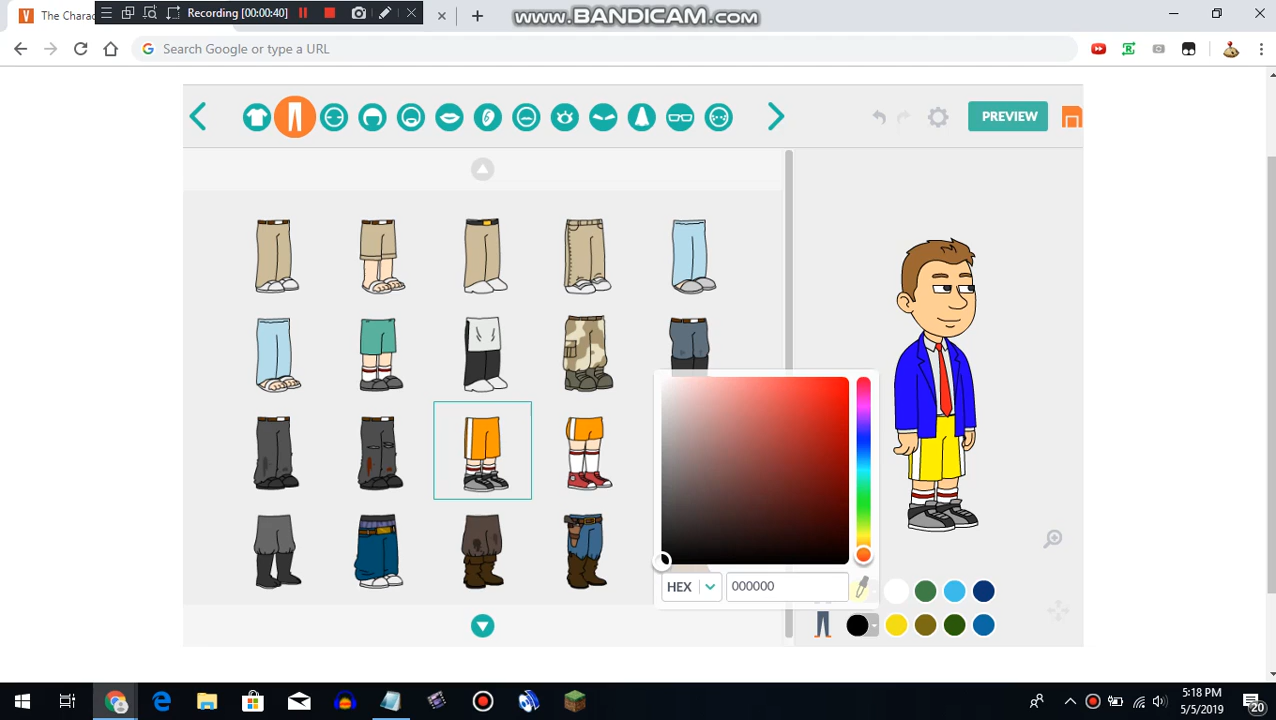 The Charac
Recording [00:00:40]
www.BANDICAM.com
Search Google or type a URL
PREVIEW
HEX
000000
5:18 PM
5/5/2019
20